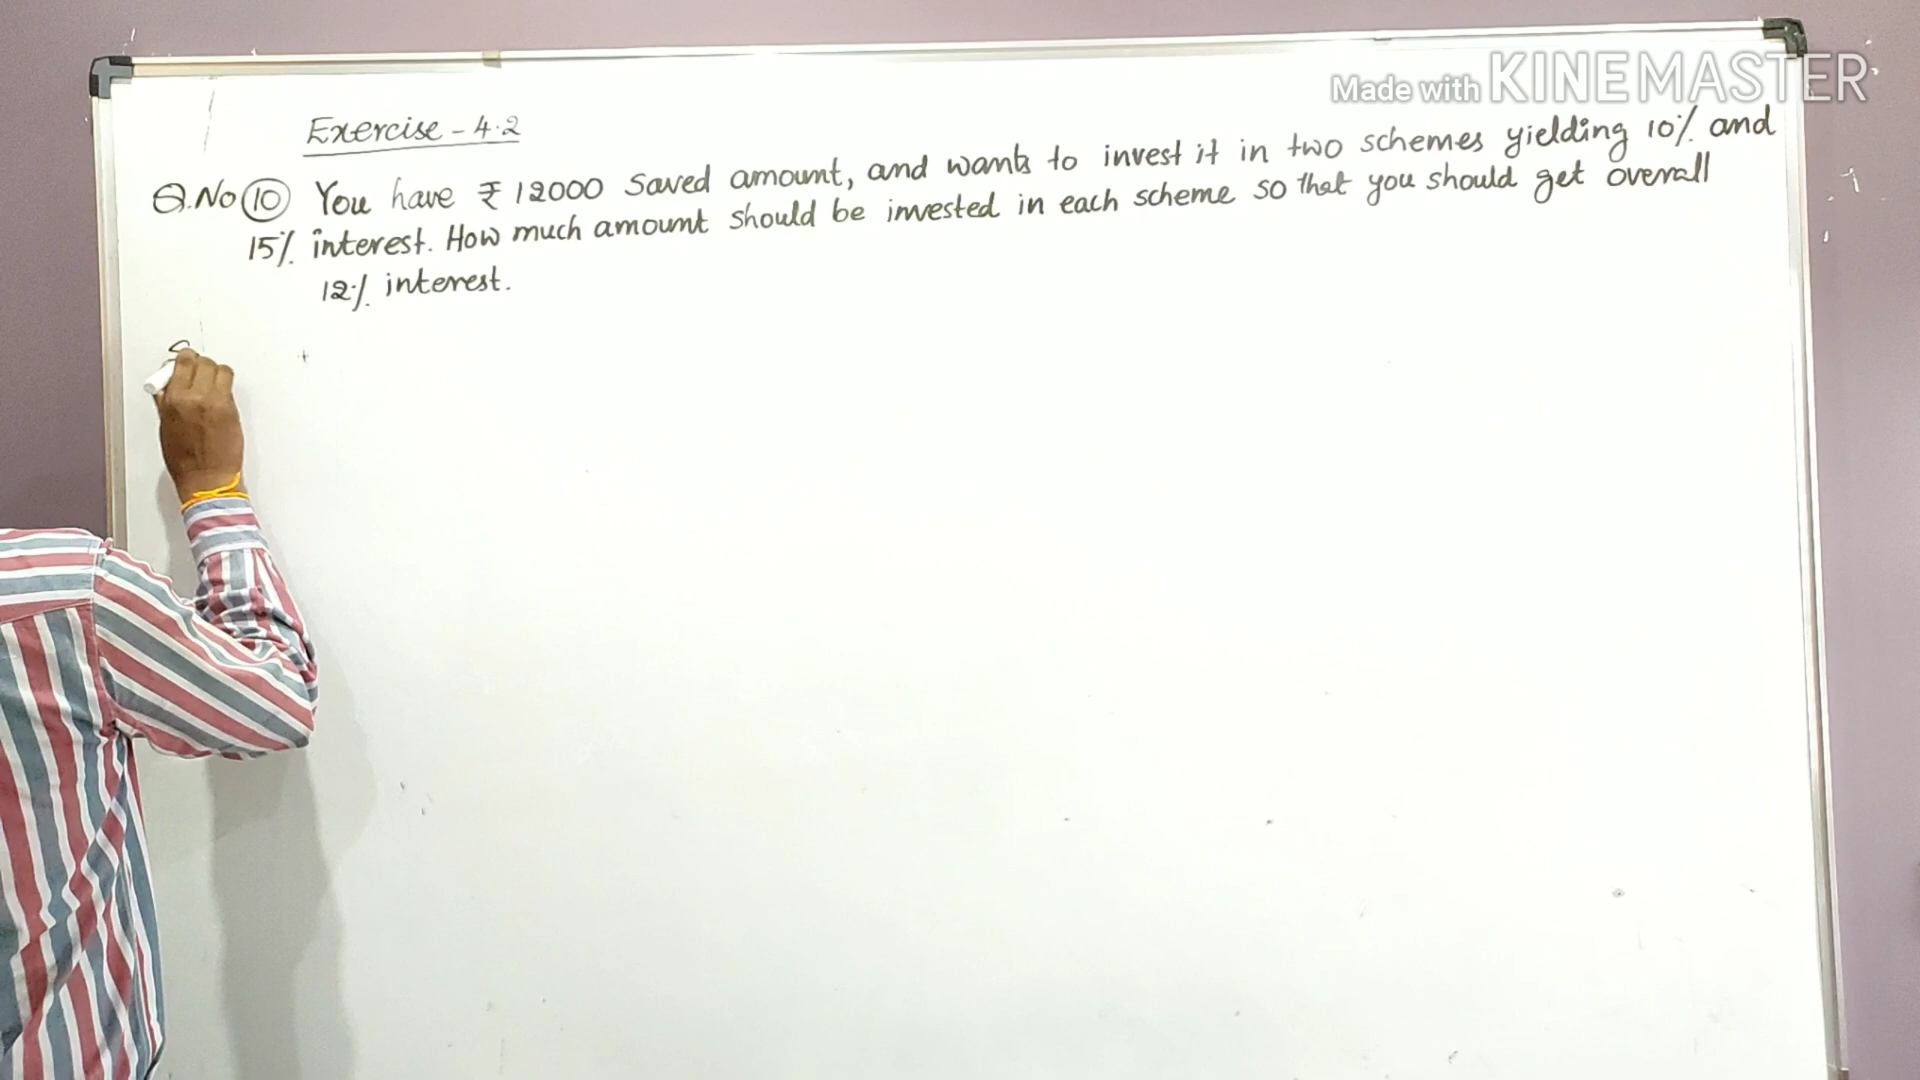 Made with KINEMASTER
Exercise - 4.2
Q.No 10 You have ₹ 12000 saved amount, and wants to invest it in two schemes yielding 10% and
15% interest. How much amount should be invested in each scheme so that you should get overall
12% interest.
S